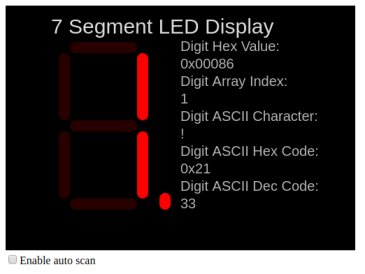 7 Segment LED Display
Digit Hex Value:
0x00086
Digit Array Index:
1
Digit ASCII Character:
!
Digit ASCII Hex Code:
0x21
Digit ASCII Dec Code:
33
1.
Enable auto scan